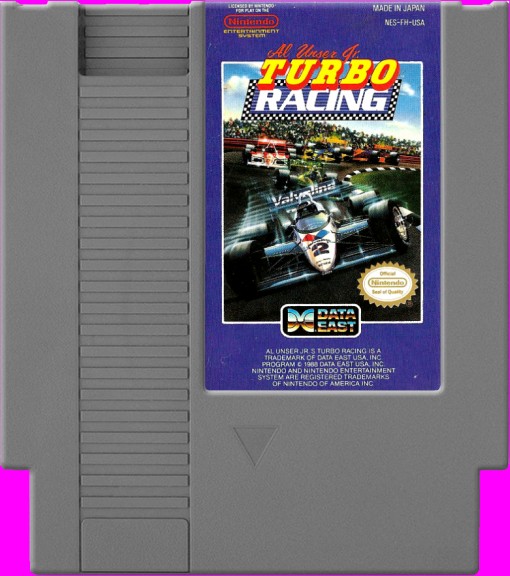 LICENSED BY NINTENDO
FOR PLAY ON THE
Nintendo
ENTERTAINMENT
SYSTEM
MADE IN JAPAN
NES-FH-USA
Al Unser Jr.
TURBO
RACING
Valvoline
2
Official
Nintendo
Seal of Quality
DATA
EAST
AL UNSER JR.'S TURBO RACING IS A
TRADEMARK OF DATA EAST USA, INC.
PROGRAM © 1988 DATA EAST USA, INC.
NINTENDO AND NINTENDO ENTERTAINMENT
SYSTEM ARE REGISTERED TRADEMARKS
OF NINTENDO OF AMERICA INC.